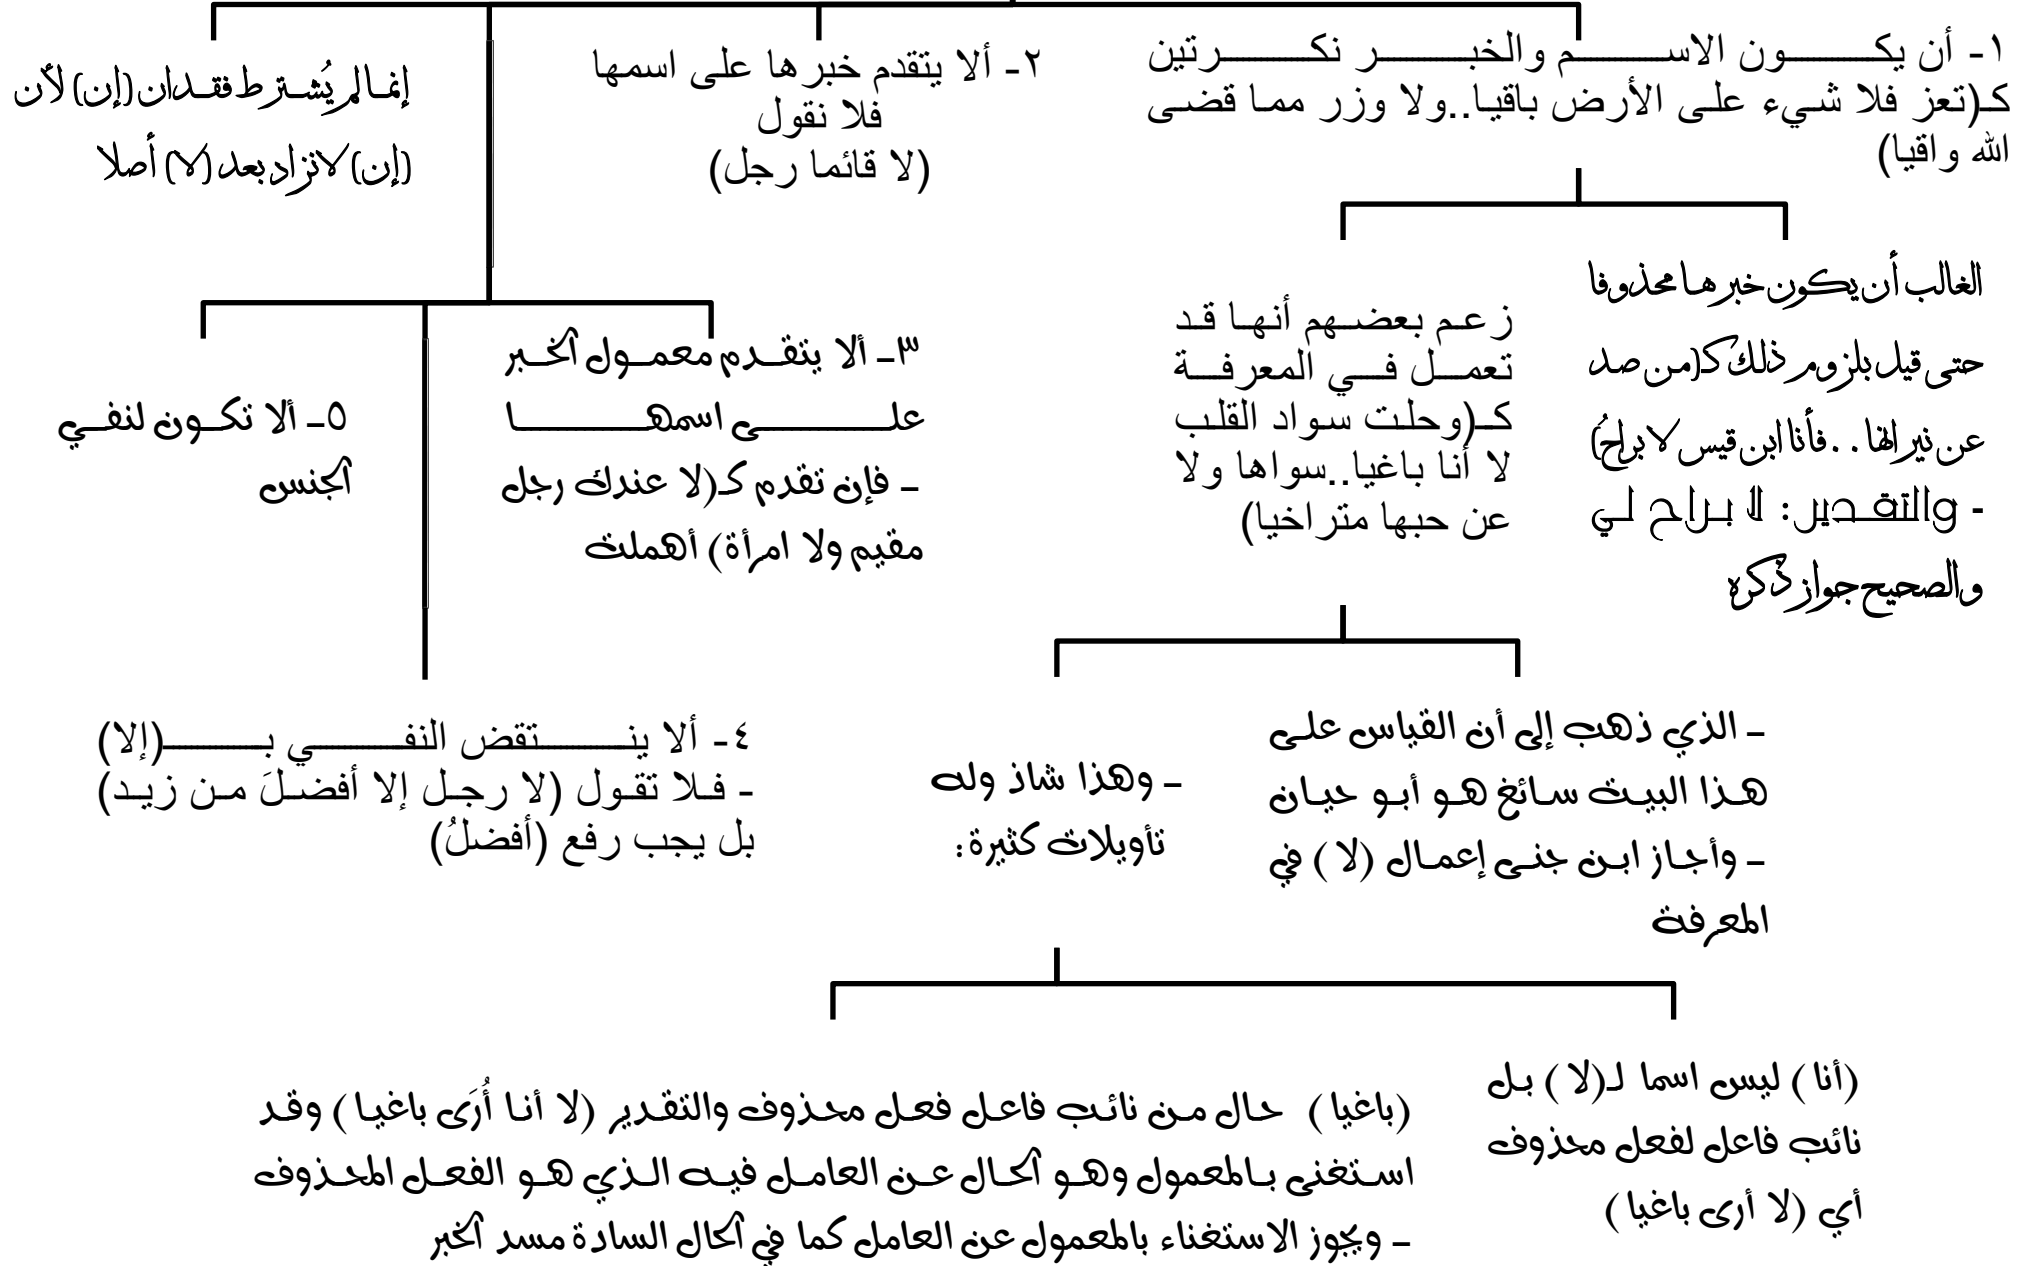 ١- أن يكون الاسم والخبر نكرتين
كـ(تعز فلا شيء على الأرض باقيا..ولا وزر مما قضى
الله واقيا)
٢- ألا يتقدم خبرها على اسمها
فلا نقول
(لا قائما رجل)
إنما لم يُشترط فقدان (إن) لأن
(إن) لا تزاد بعد (لا) أصلا
الغالب أن يكون خبرها محذوفا
حتى قيل بلزوم ذلك كـ(من صد
عن نيرانها..فأنا ابن قيس لا براحُ)
- والتقدير: لا براح لي
والصحيح جواز ذكره
زعم بعضهم أنها قد
تعمل في المعرفة
كـ(وحلت سواد القلب
لا أنا باغيا..سواها ولا
عن حبها متراخيا)
٣- ألا يتقدم معمول الخبر
على اسمها
- فإن تقدم كـ(لا عندك رجل
مقيم ولا امرأة) أهملت
٥- ألا تكون لنفي
الجنس
٤- ألا ينتقض النفي بـ(إلا)
- فلا تقول (لا رجل إلا أفضلَ من زيد)
بل يجب رفع (أفضلُ)
- الذي ذهب إلى أن القياس على
هذا البيت سائغ هو أبو حيان
- وأجاز ابن جنى إعمال (لا) في
المعرفة
- وهذا شاذ وله
تأويلات كثيرة:
(أنا) ليس اسما لـ(لا) بل
نائب فاعل لفعل محذوف
أي (لا أرى باغيا)
(باغيا) حال من نائب فاعل فعل محذوف والتقدير (لا أنا أُرَى باغيا) وقد
استغنى بالمعمول وهو الحال عن العامل فيه الذي هو الفعل المحذوف
- ويجوز الاستغناء بالمعمول عن العامل كما في الحال السادة مسد الخبر